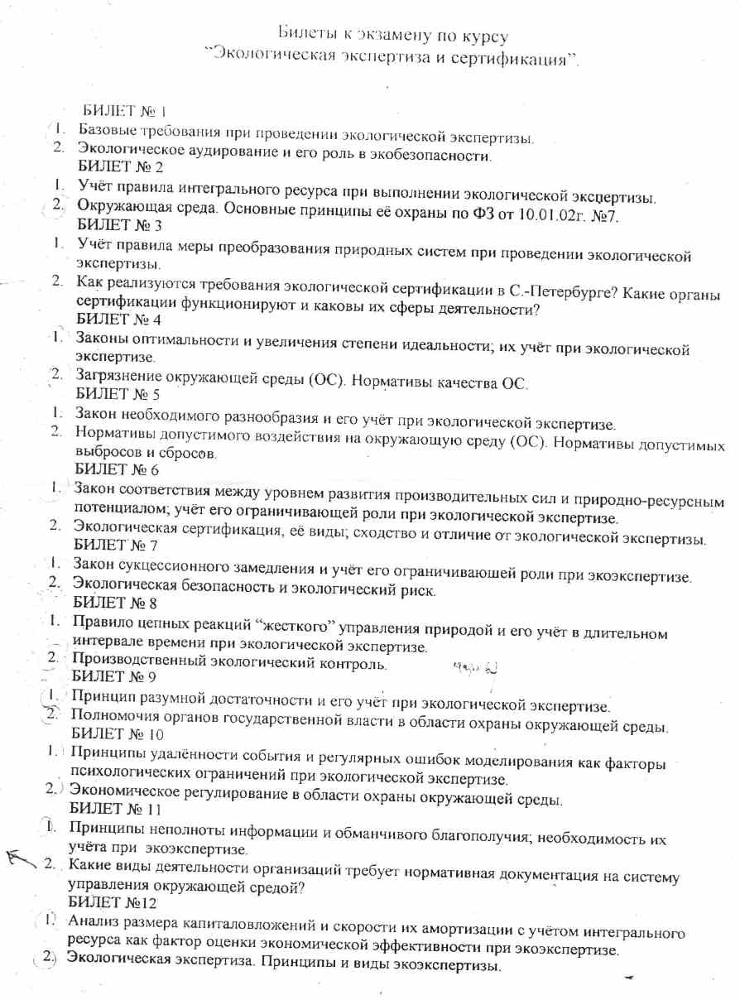 Билеты к экзамену по курсу
“Экологическая экспертиза и сертификация”.
БИЛЕТ № 1
1. Базовые требования при проведении экологической экспертизы.
2. Экологическое аудирование и его роль в экобезопасности.
БИЛЕТ № 2
1. Учёт правила интегрального ресурса при выполнении экологической экспертизы.
2. Окружающая среда. Основные принципы её охраны по ФЗ от 10.01.02г. №7.
БИЛЕТ № 3
1. Учёт правила меры преобразования природных систем при проведении экологической
экспертизы.
2. Как реализуются требования экологической сертификации в С.-Петербурге? Какие органы
сертификации функционируют и каковы их сферы деятельности?
БИЛЕТ № 4
1. Законы оптимальности и увеличения степени идеальности; их учёт при экологической
экспертизе.
2. Загрязнение окружающей среды (ОС). Нормативы качества ОС.
БИЛЕТ № 5
1. Закон необходимого разнообразия и его учёт при экологической экспертизе.
2. Нормативы допустимого воздействия на окружающую среду (ОС). Нормативы допустимых
выбросов и сбросов.
БИЛЕТ № 6
1. Закон соответствия между уровнем развития производительных сил и природно-ресурсным
потенциалом; учёт его ограничивающей роли при экологической экспертизе.
2. Экологическая сертификация, её виды; сходство и отличие от экологической экспертизы.
БИЛЕТ № 7
1. Закон сукцессионного замедления и учёт его ограничивающей роли при экоэкспертизе.
2. Экологическая безопасность и экологический риск.
БИЛЕТ № 8
1. Правило цепных реакций “жесткого” управления природой и его учёт в длительном
интервале времени при экологической экспертизе.
2. Производственный экологический контроль.
БИЛЕТ № 9
1. Принцип разумной достаточности и его учёт при экологической экспертизе.
2. Полномочия органов государственной власти в области охраны окружающей среды.
БИЛЕТ № 10
1. Принципы удалённости события и регулярных ошибок моделирования как факторы
психологических ограничений при экологической экспертизе.
2. Экономическое регулирование в области охраны окружающей среды.
БИЛЕТ № 11
1. Принципы неполноты информации и обманчивого благополучия; необходимость их
учёта при экоэкспертизе.
2. Какие виды деятельности организаций требует нормативная документация на систему
управления окружающей средой?
БИЛЕТ №12
1. Анализ размера капиталовложений и скорости их амортизации с учётом интегрального
ресурса как фактор оценки экономической эффективности при экоэкспертизе.
2. Экологическая экспертиза. Принципы и виды экоэкспертизы.